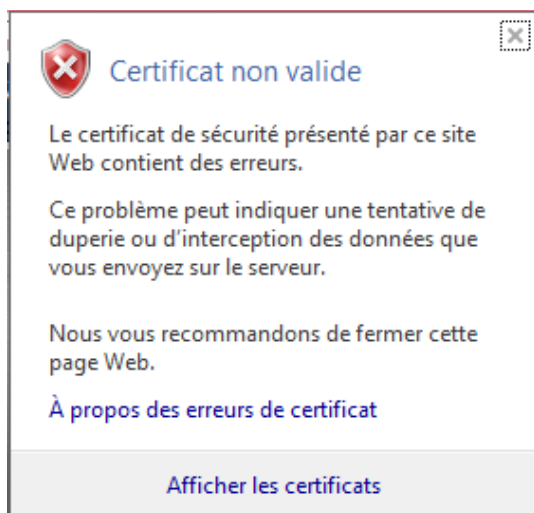 Certificat non valide
Le certificat de sécurité présenté par ce site
Web contient des erreurs.
Ce problème peut indiquer une tentative de
duperie ou d'interception des données que
vous envoyez sur le serveur.
Nous vous recommandons de fermer cette
page Web.
À propos des erreurs de certificat
Afficher les certificats